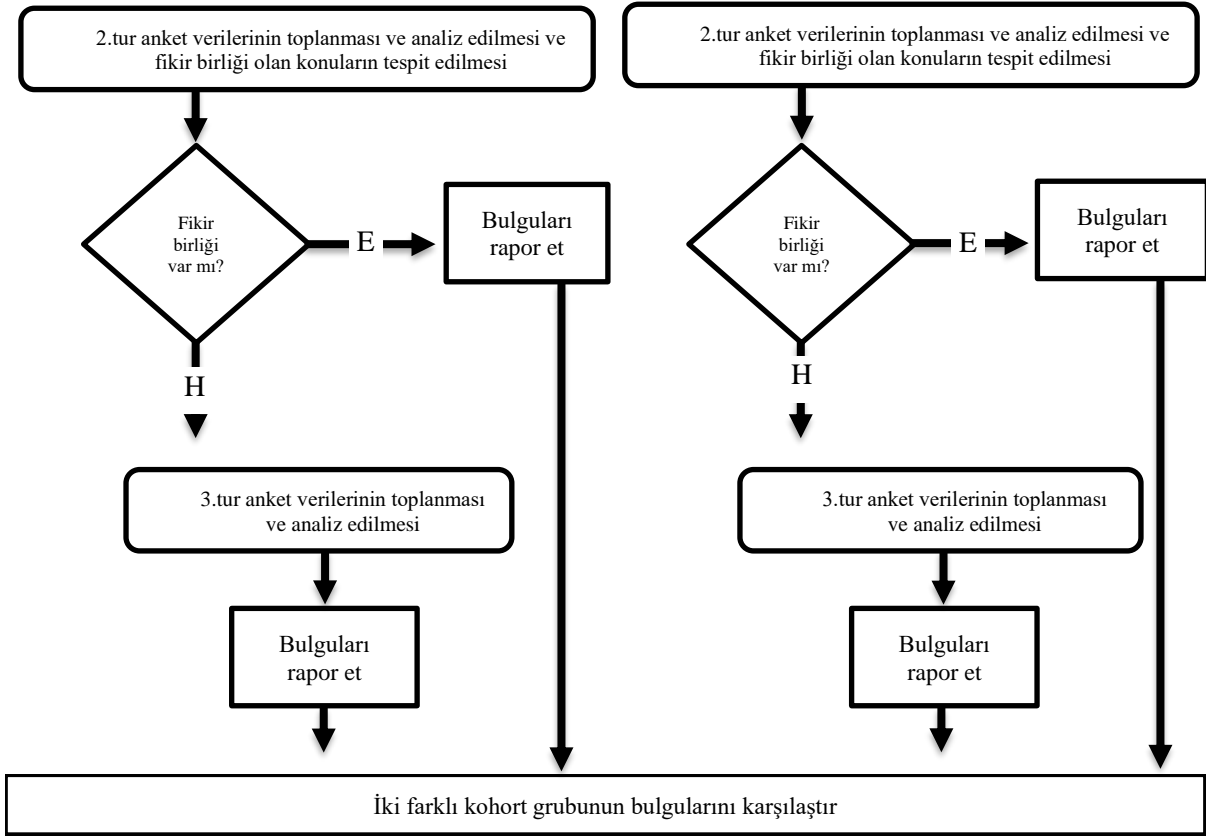 2.tur anket verilerinin toplanması ve analiz edilmesi ve
fikir birliği olan konuların tespit edilmesi
Fikir
birliği
var mı?
E
Bulguları
rapor et
H
3.tur anket verilerinin toplanması
ve analiz edilmesi
Bulguları
rapor et
2.tur anket verilerinin toplanması ve analiz edilmesi ve
fikir birliği olan konuların tespit edilmesi
Fikir
birliği
var mı?
E
Bulguları
rapor et
H
3.tur anket verilerinin toplanması
ve analiz edilmesi
Bulguları
rapor et
İki farklı kohort grubunun bulgularını karşılaştır